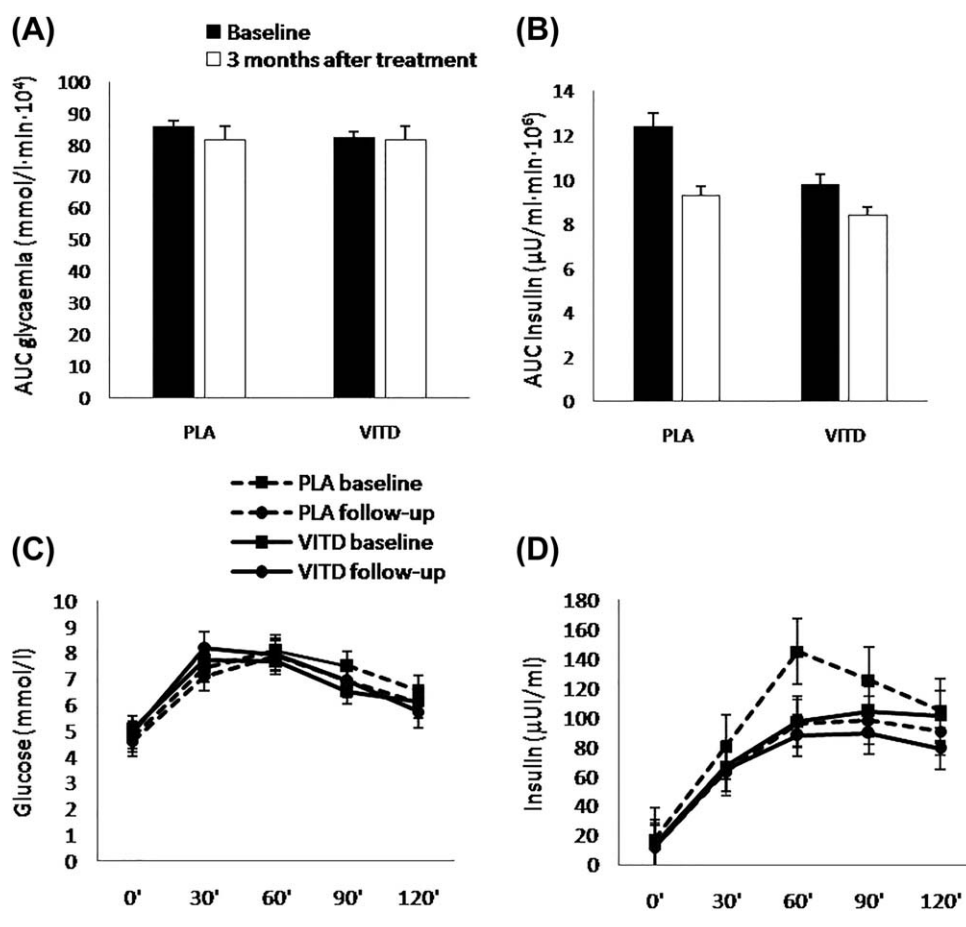 (A)
Baseline
3 months after treatment
AUC glycaemia (mmol/l·min·10⁴)
100
90
80
70
60
50
40
30
20
10
0
PLA VITD
(B)
AUC Insulin (μU/ml·min·10⁶)
14
12
10
8
6
4
2
0
PLA VITD
PLA baseline
PLA follow-up
VITD baseline
VITD follow-up
(C)
Glucose (mmol/l)
10
9
8
7
6
5
4
3
2
1
0
0' 30' 60' 90' 120'
(D)
Insulin (μUI/ml)
180
160
140
120
100
80
60
40
20
0
0' 30' 60' 90' 120'